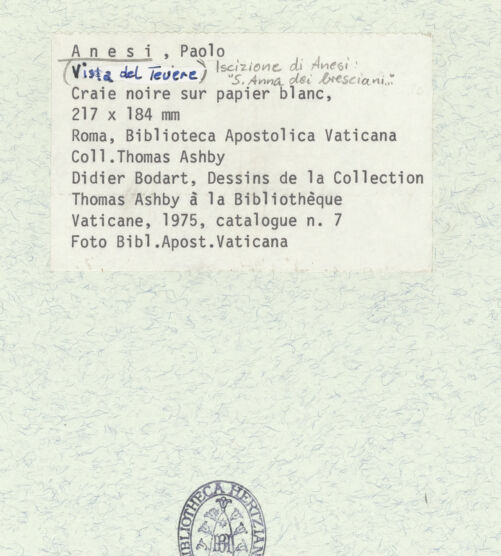 Anesi, Paolo
(Vista del Tevere) Iscizione di Anesi:
"S. Anna dei bresciani..."
Craie noire sur papier blanc,
217 x 184 mm
Roma, Biblioteca Apostolica Vaticana
Coll.Thomas Ashby
Didier Bodart, Dessins de la Collection
Thomas Ashby à la Bibliothèque
Vaticane, 1975, catalogue n. 7
Foto Bibl.Apost.Vaticana
BIBLIOTHECA HERTZIANA